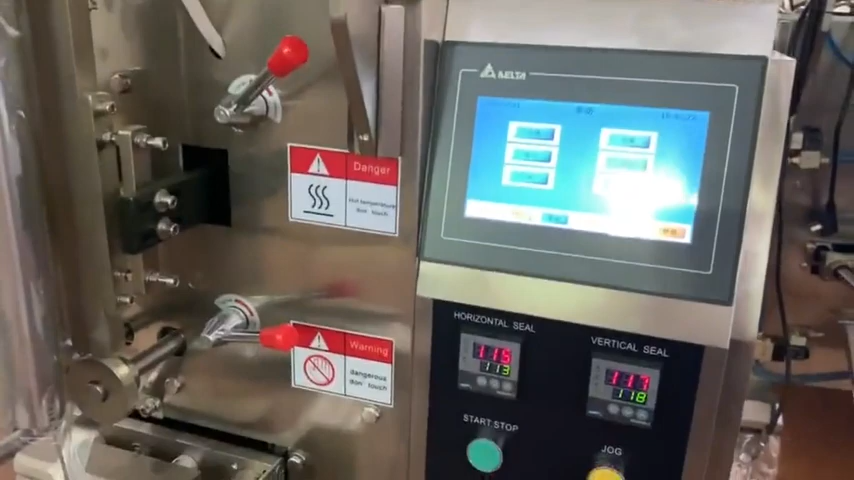 DELTA
Danger
Hot temperature
don' touch
HORIZONTAL SEAL
115
113
VERTICAL SEAL
117
118
Warning
dangerous
don' touch
START STOP
JOG